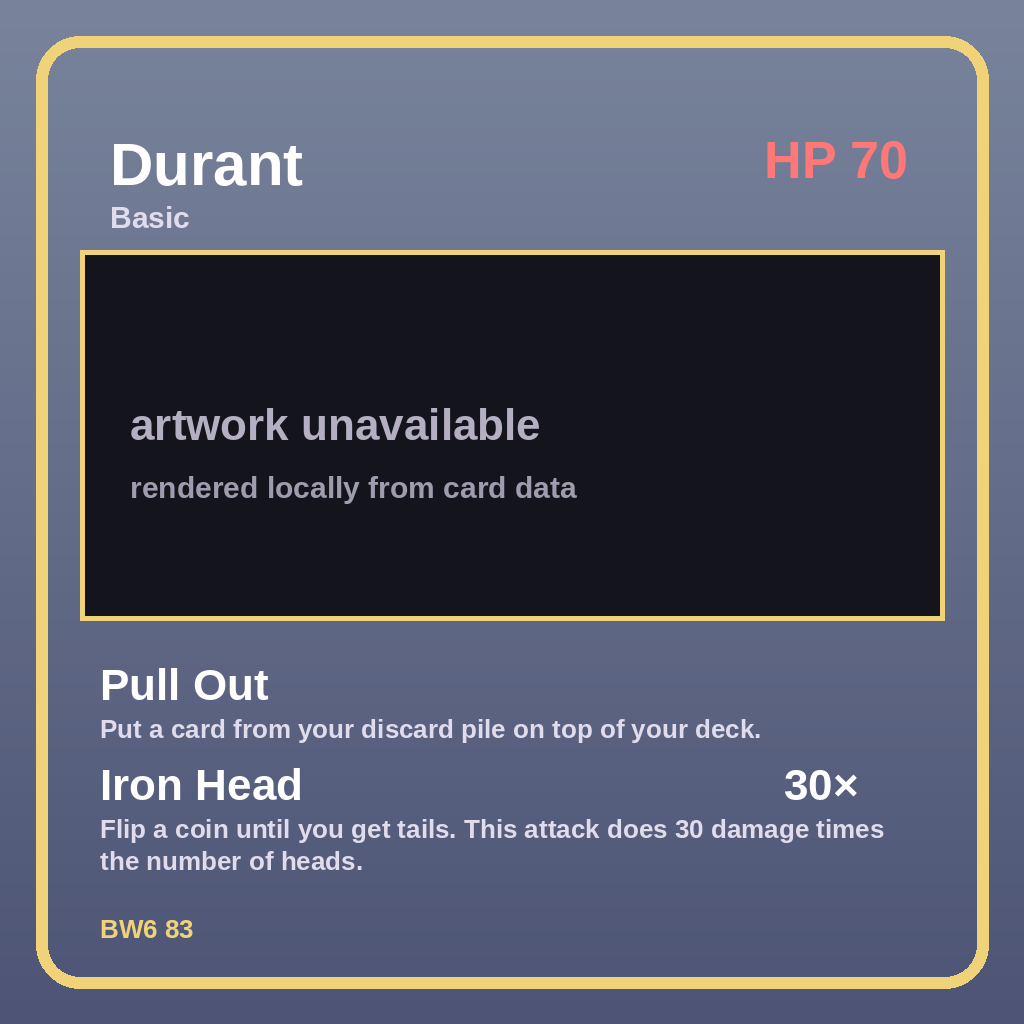 Durant
HP 70
Basic
artwork unavailable
rendered locally from card data
Pull Out
Put a card from your discard pile on top of your deck.
Iron Head
30×
Flip a coin until you get tails. This attack does 30 damage times
the number of heads.
BW6 83